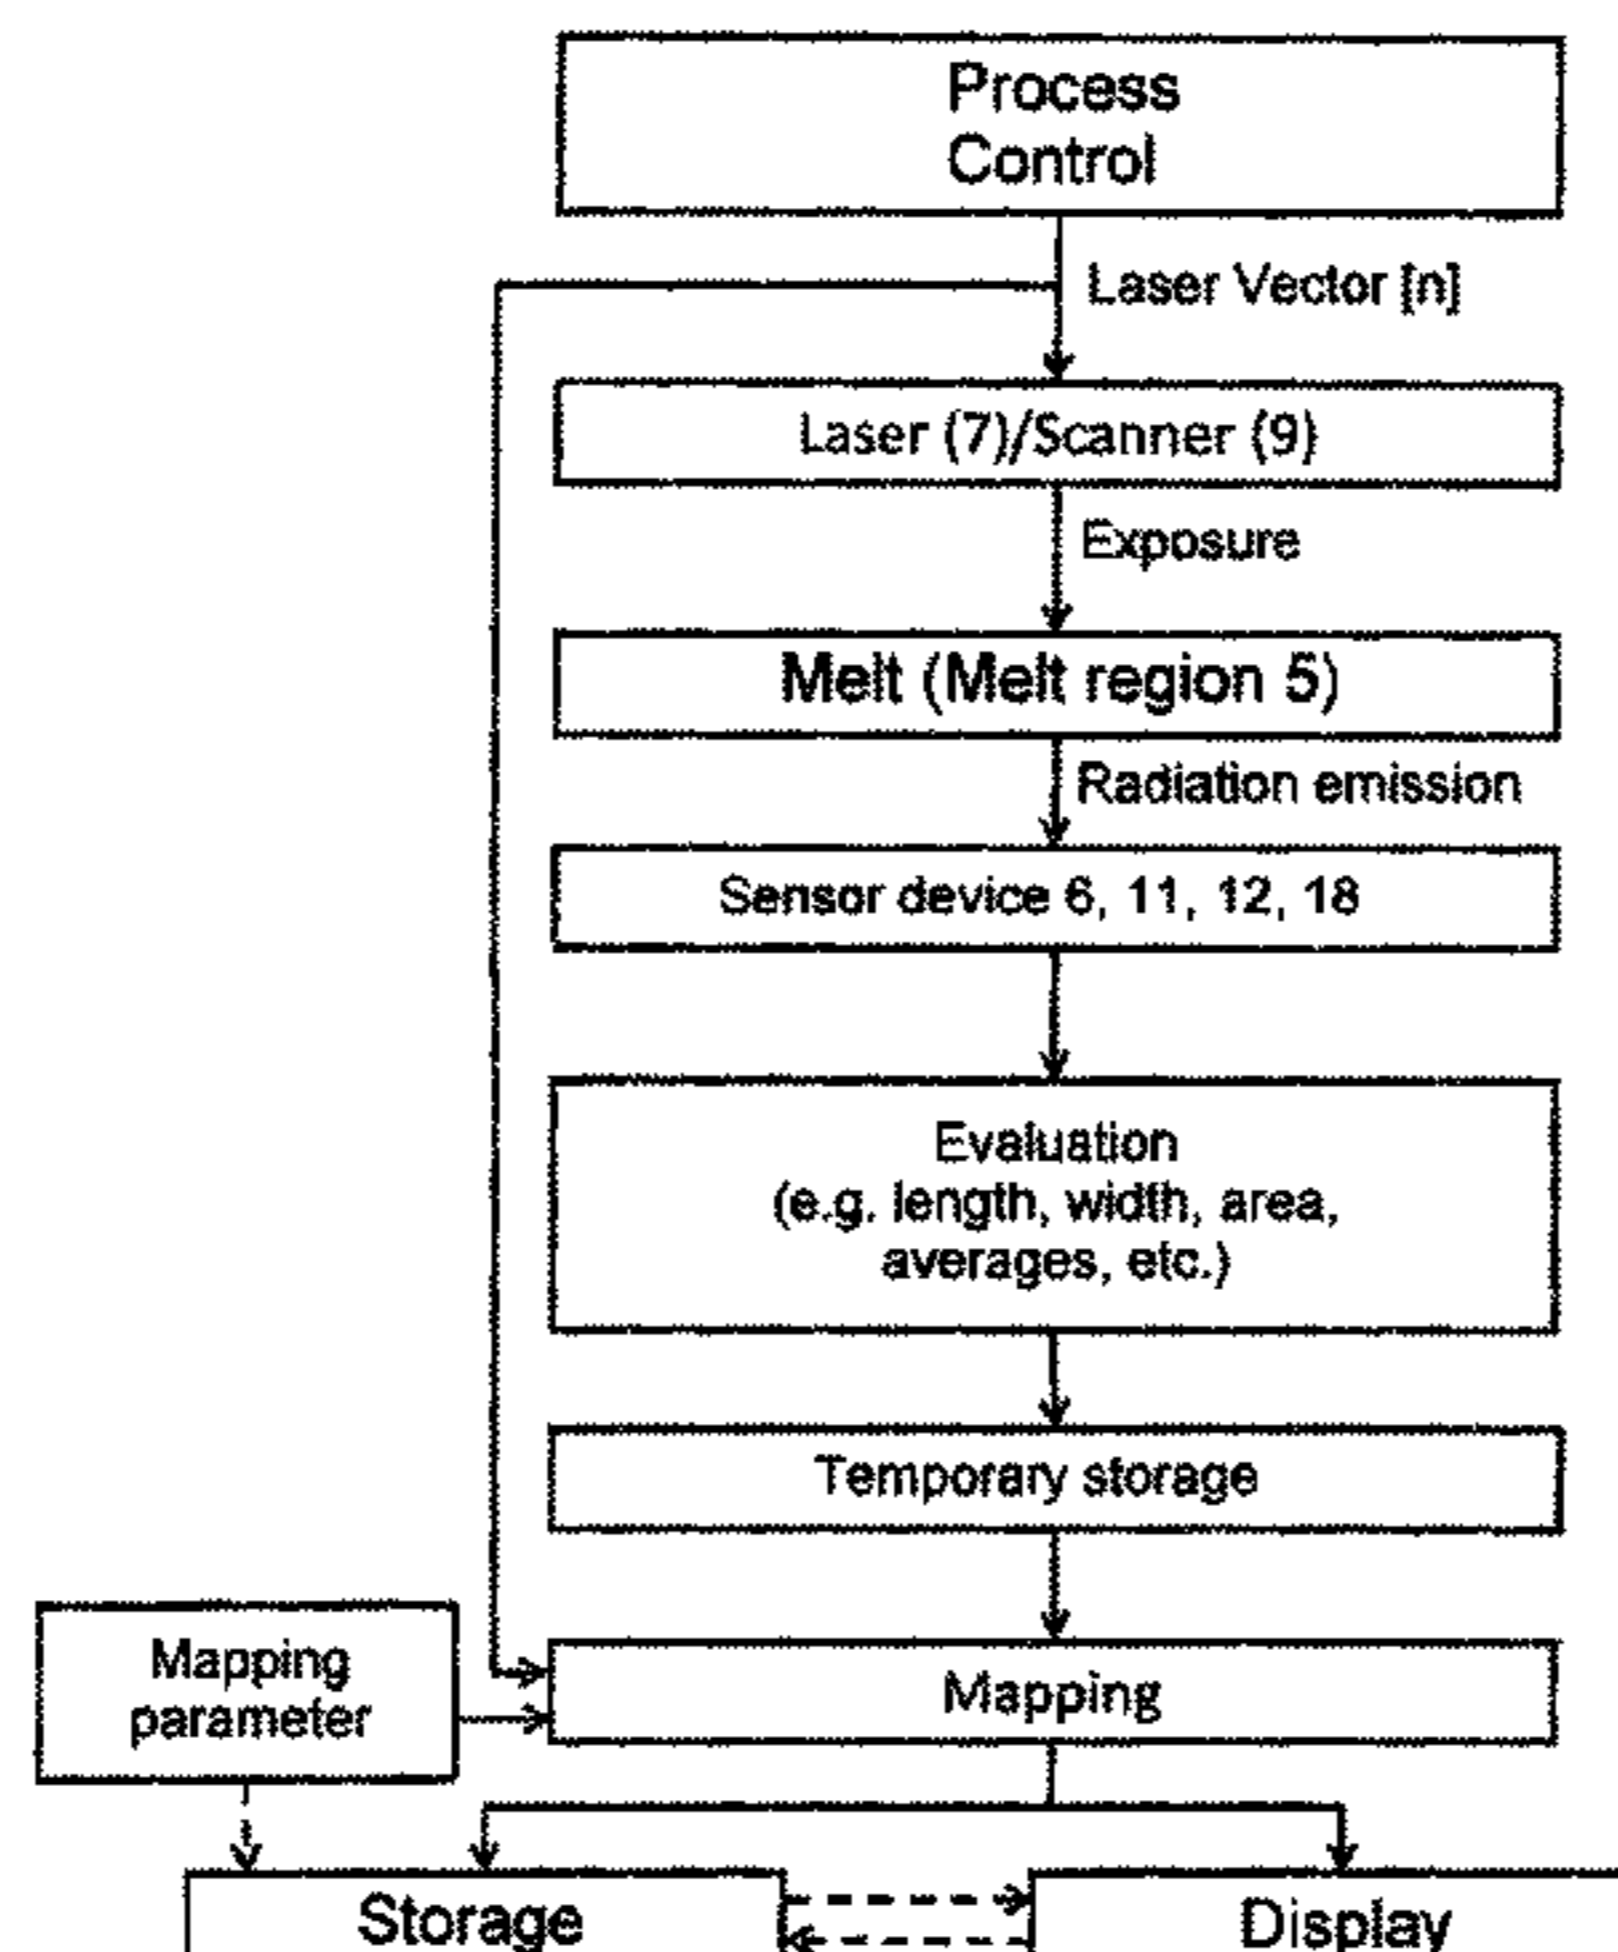 Process
Control
Laser Vector [n]
Laser (7)/Scanner (9)
Exposure
Melt (Melt region 5)
Radiation emission
Sensor device 6, 11, 12, 18
Evaluation
(e.g. length, width, area,
averages, etc.)
Temporary storage
Mapping
parameter
Mapping
Storage
Display